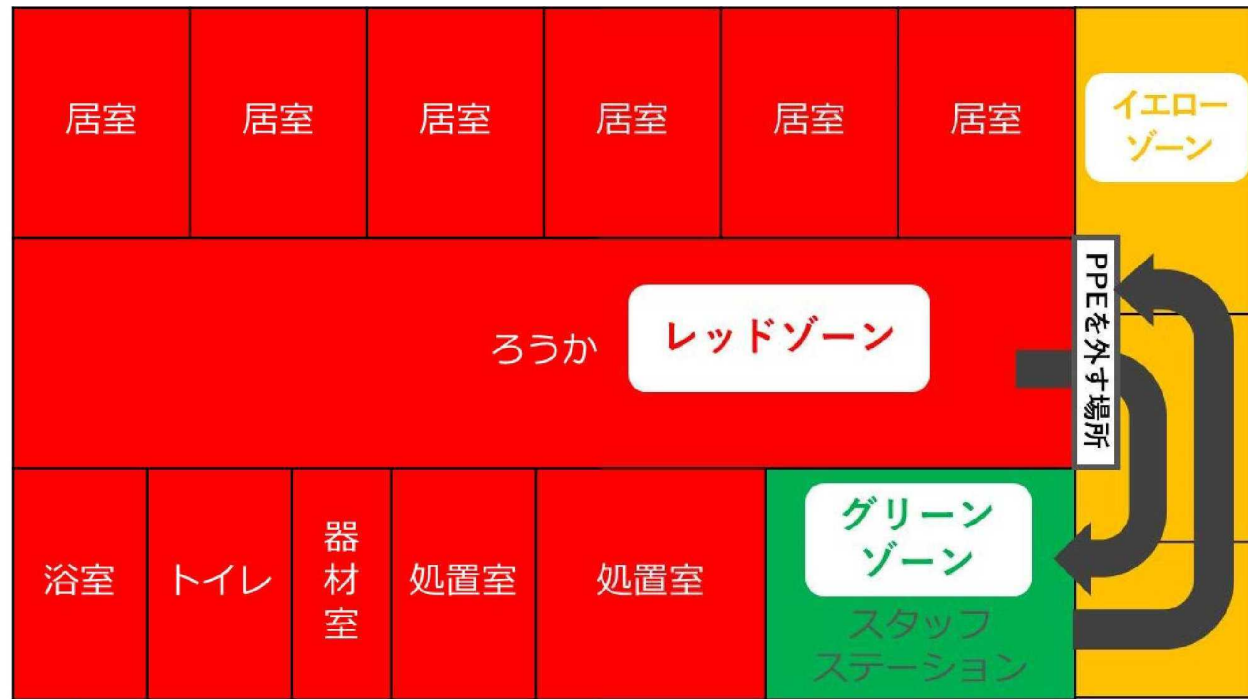 居室
居室
居室
居室
居室
居室
イエロー
ゾーン
ろうか
レッドゾーン
PPEを外す場所
浴室
トイレ
器材室
処置室
処置室
グリーン
ゾーン
スタッフ
ステーション